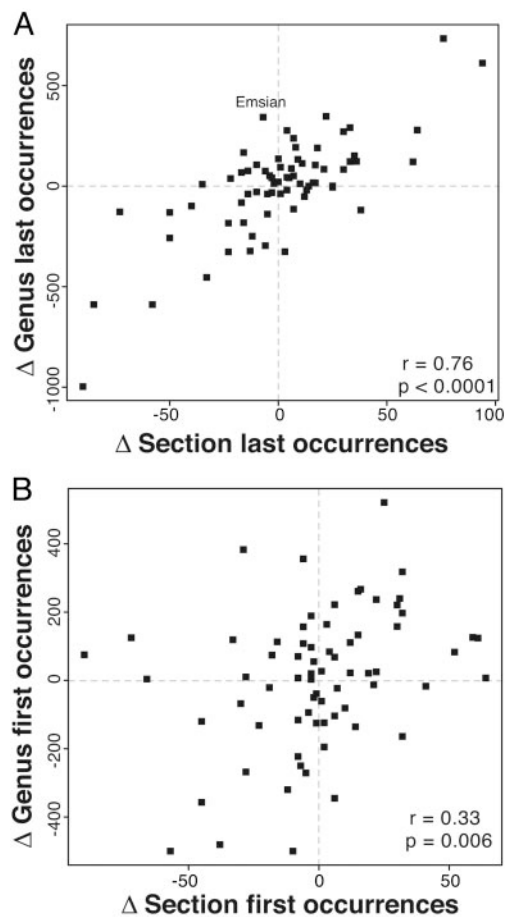 A
500
0
-500
-1000
Δ Genus last occurrences
Emsian
r = 0.76
p < 0.0001
-50
0
50
100
Δ Section last occurrences
B
400
200
0
-200
-400
Δ Genus first occurrences
r = 0.33
p = 0.006
-50
0
50
Δ Section first occurrences